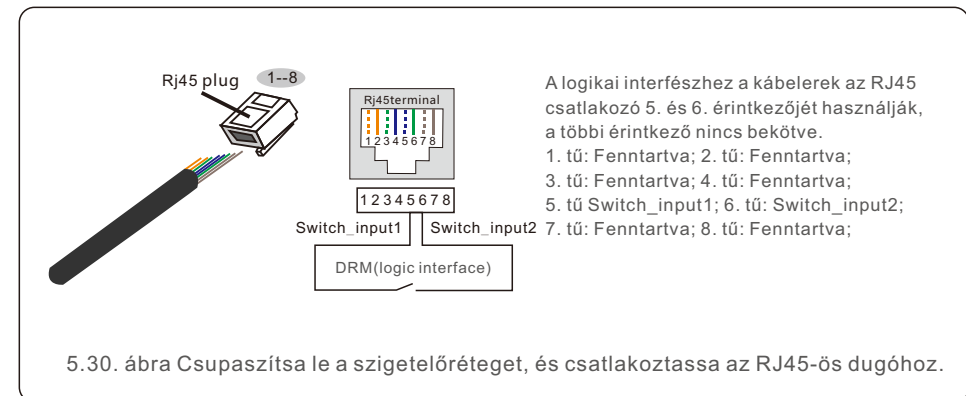 Rj45 plug
1--8
Rj45terminal
12345678
12345678
Switch_input1
Switch_input2
DRM(logic interface)
A logikai interfészhez a kábelerek az RJ45
csatlakozó 5. és 6. érintkezőjét használják,
a többi érintkező nincs bekötve.
1. tű: Fenntartva; 2. tű: Fenntartva;
3. tű: Fenntartva; 4. tű: Fenntartva;
5. tű Switch_input1; 6. tű: Switch_input2;
7. tű: Fenntartva; 8. tű: Fenntartva;
5.30. ábra Csupaszítsa le a szigetelőréteget, és csatlakoztassa az RJ45-ös dugóhoz.